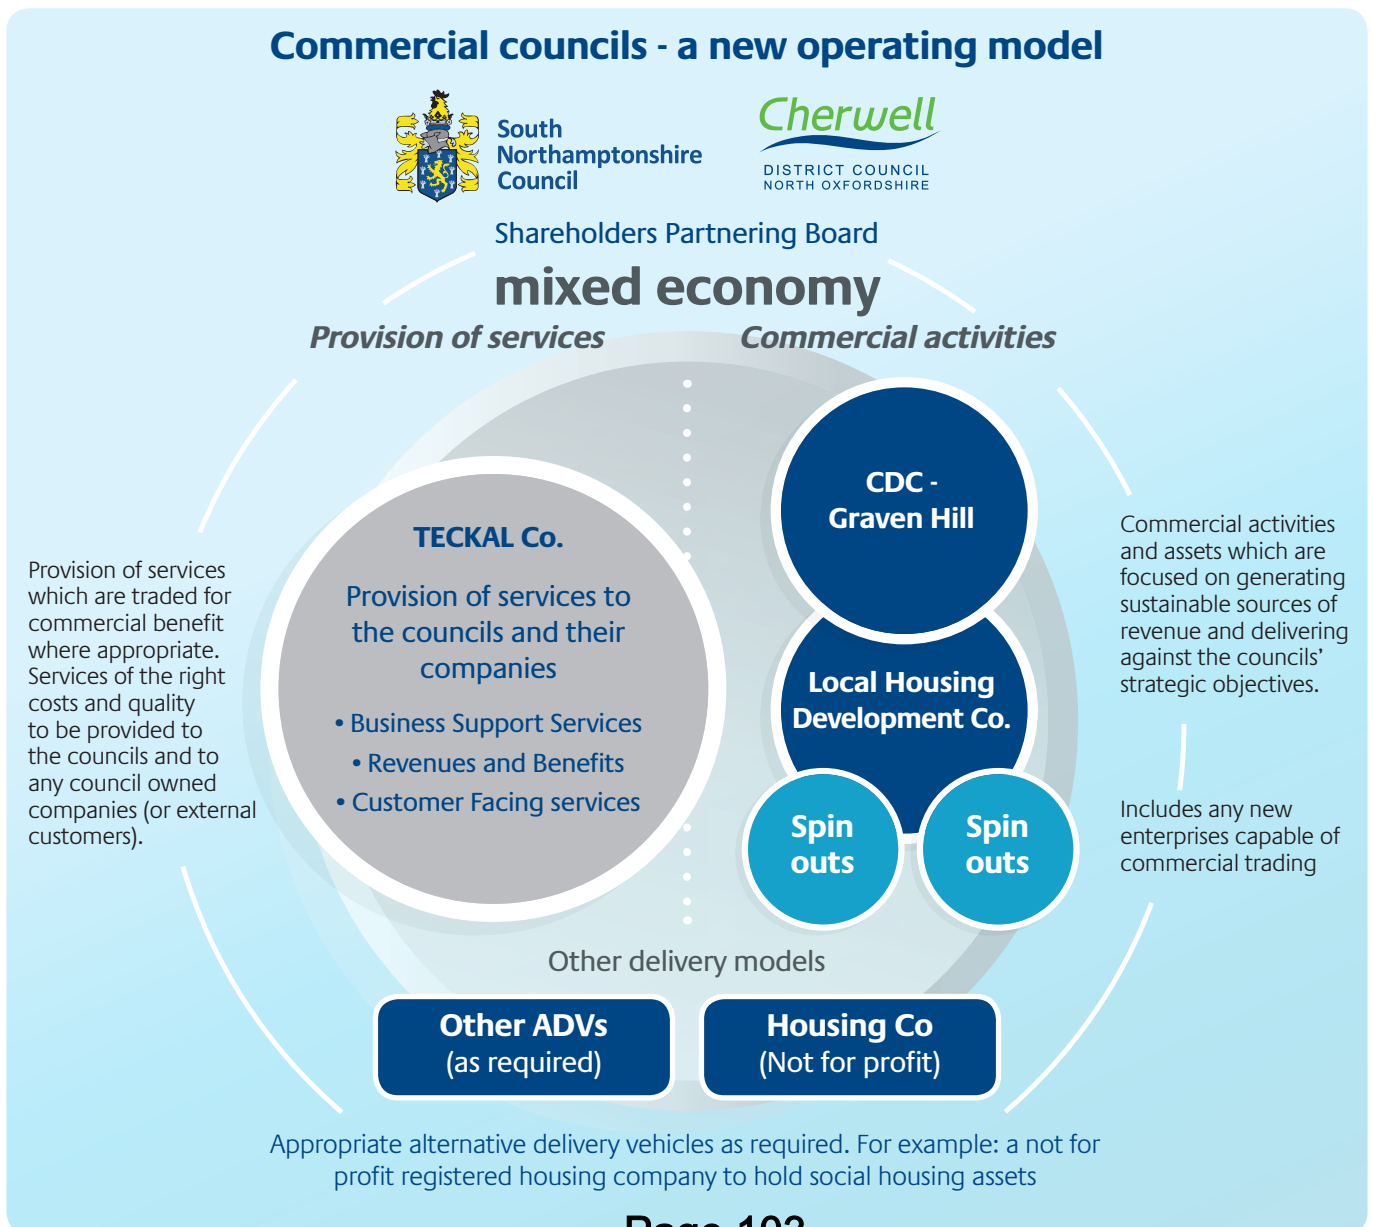 Commercial councils - a new operating model
South
Northamptonshire
Council
Cherwell
DISTRICT COUNCIL
NORTH OXFORDSHIRE
Shareholders Partnering Board
mixed economy
Provision of services
Commercial activities
Provision of services
which are traded for
commercial benefit
where appropriate.
Services of the right
costs and quality
to be provided to
the councils and to
any council owned
companies (or external
customers).
TECKAL Co.
Provision of services to
the councils and their
companies
• Business Support Services
• Revenues and Benefits
• Customer Facing services
CDC -
Graven Hill
Local Housing
Development Co.
Spin
outs
Spin
outs
Commercial activities
and assets which are
focused on generating
sustainable sources of
revenue and delivering
against the councils’
strategic objectives.
Includes any new
enterprises capable of
commercial trading
Other delivery models
Other ADVs
(as required)
Housing Co
(Not for profit)
Appropriate alternative delivery vehicles as required. For example: a not for
profit registered housing company to hold social housing assets
Page 103